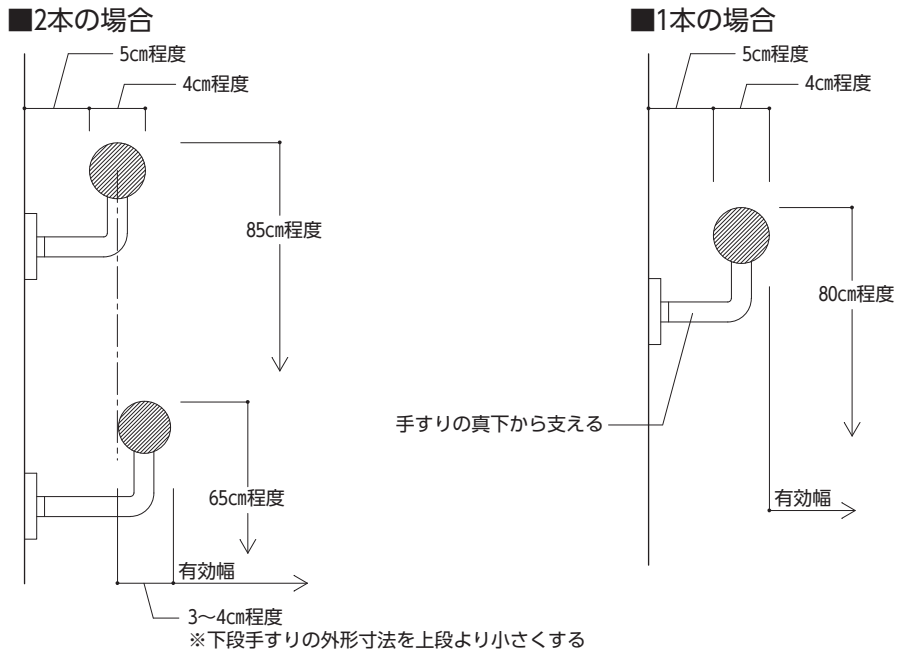 ■2本の場合
5㎝程度
4㎝程度
85㎝程度
65㎝程度
有効幅
3〜4㎝程度
※下段手すりの外形寸法を上段より小さくする
■1本の場合
5㎝程度
4㎝程度
80㎝程度
手すりの真下から支える
有効幅